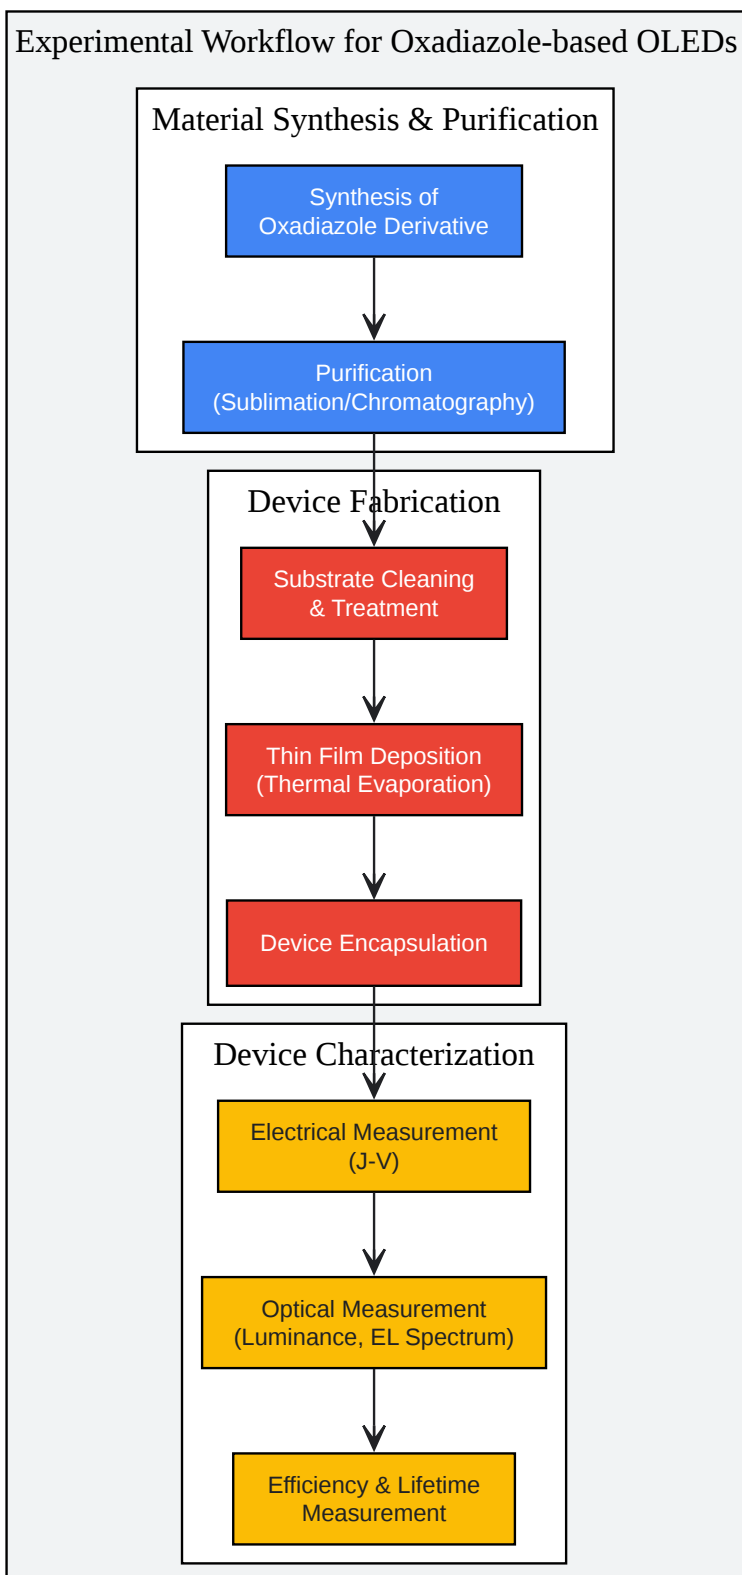 Experimental Workflow for Oxadiazole-based OLEDs
Material Synthesis & Purification
Synthesis of
Oxadiazole Derivative
Purification
(Sublimation/Chromatography)
Device Fabrication
Substrate Cleaning
& Treatment
Thin Film Deposition
(Thermal Evaporation)
Device Encapsulation
Device Characterization
Electrical Measurement
(J-V)
Optical Measurement
(Luminance, EL Spectrum)
Efficiency & Lifetime
Measurement